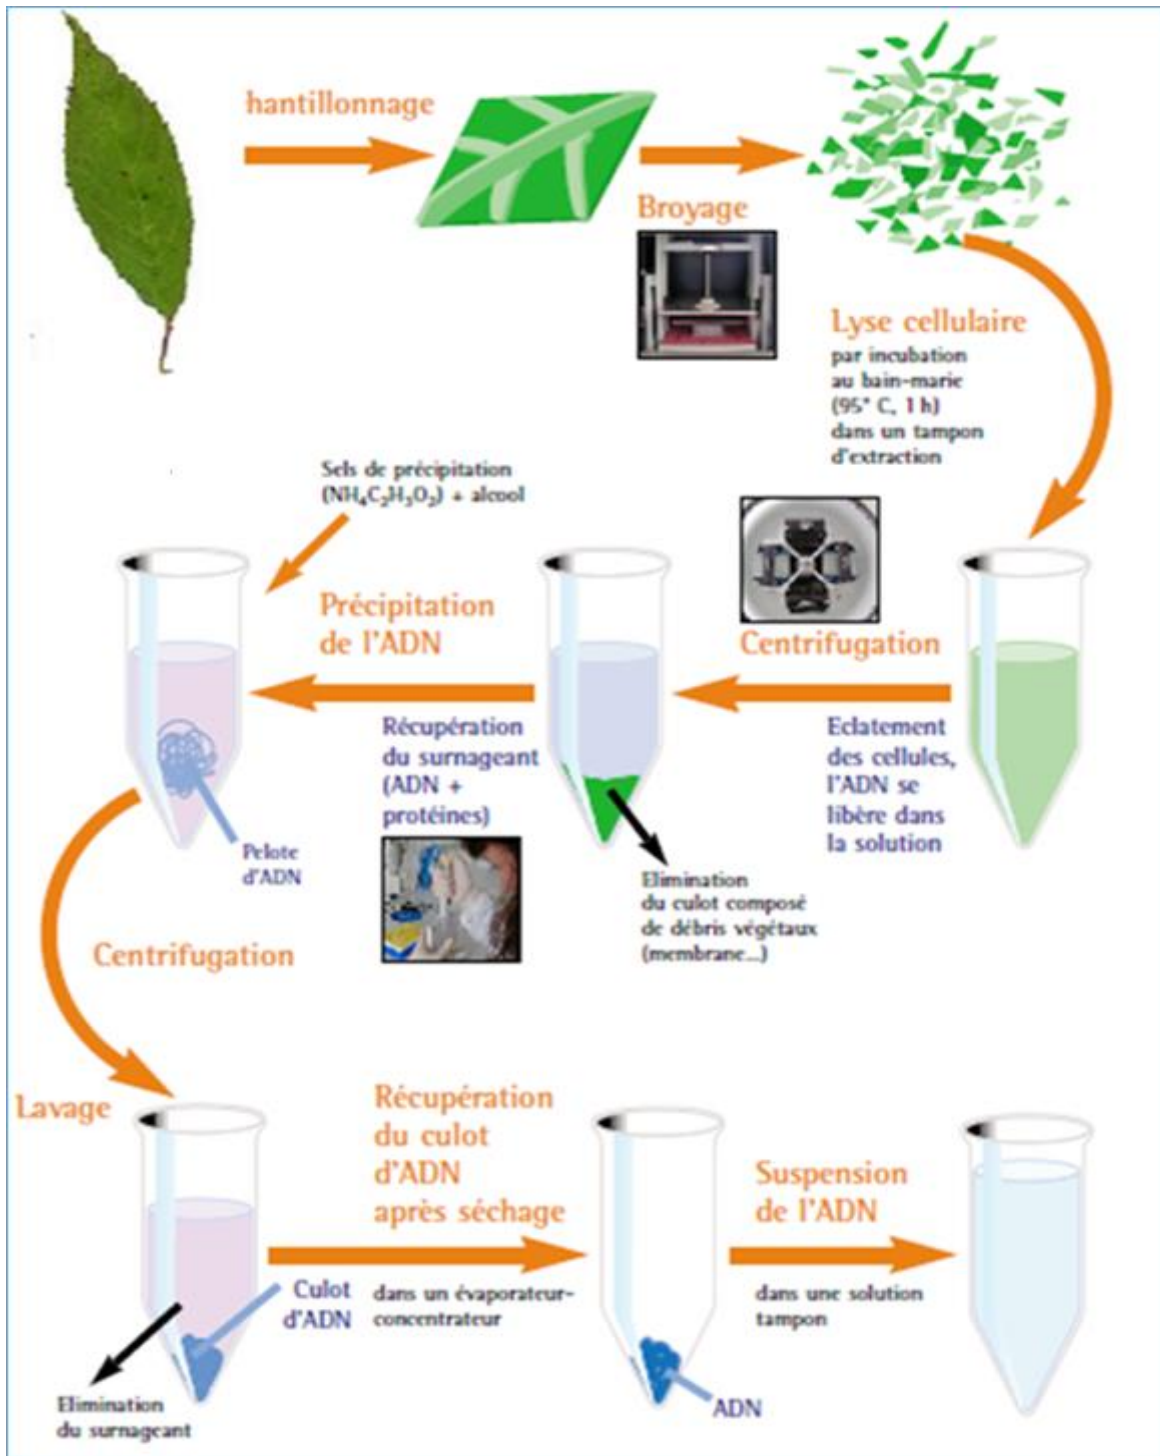 hantillonnage
Broyage
Lyse cellulaire
par incubation
au bain-marie
(95° C, 1 h)
dans un tampon
d'extraction
Sels de précipitation
(NH₄C₂H₃O₂) + alcool
Précipitation
de l'ADN
Centrifugation
Récupération
du surnageant
(ADN +
protéines)
Eclatement
des cellules,
l'ADN se
libère dans
la solution
Pelote
d'ADN
Elimination
du culot composé
de débris végétaux
(membrane...)
Centrifugation
Lavage
Récupération
du culot
d'ADN
après séchage
dans un évaporateur-
concentrateur
Suspension
de l'ADN
dans une solution
tampon
Culot
d'ADN
ADN
Elimination
du surnageant